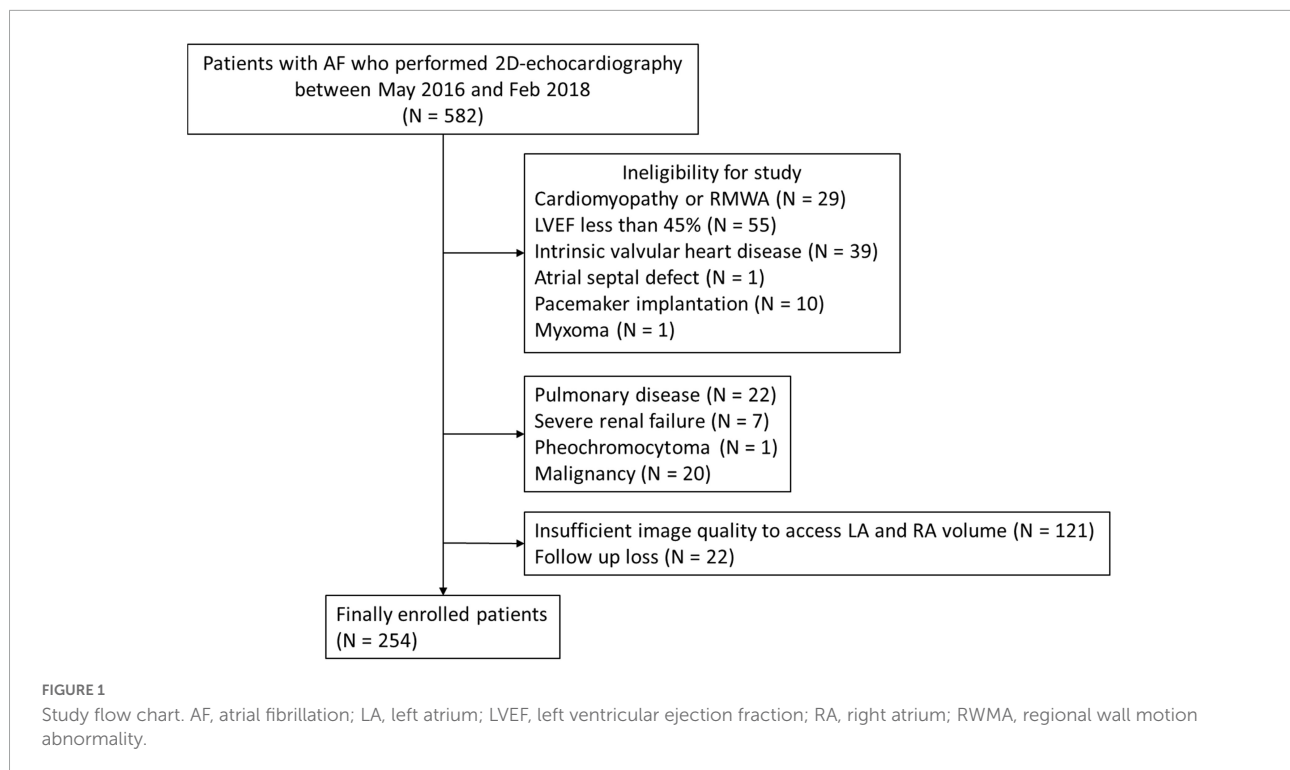 Patients with AF who performed 2D-echocardiography
between May 2016 and Feb 2018
(N = 582)
Ineligibility for study
Cardiomyopathy or RMWA (N = 29)
LVEF less than 45% (N = 55)
Intrinsic valvular heart disease (N = 39)
Atrial septal defect (N = 1)
Pacemaker implantation (N = 10)
Myxoma (N = 1)
Pulmonary disease (N = 22)
Severe renal failure (N = 7)
Pheochromocytoma (N = 1)
Malignancy (N = 20)
Insufficient image quality to access LA and RA volume (N = 121)
Follow up loss (N = 22)
Finally enrolled patients
(N = 254)
FIGURE 1
Study flow chart. AF, atrial fibrillation; LA, left atrium; LVEF, left ventricular ejection fraction; RA, right atrium; RWMA, regional wall motion
abnormality.